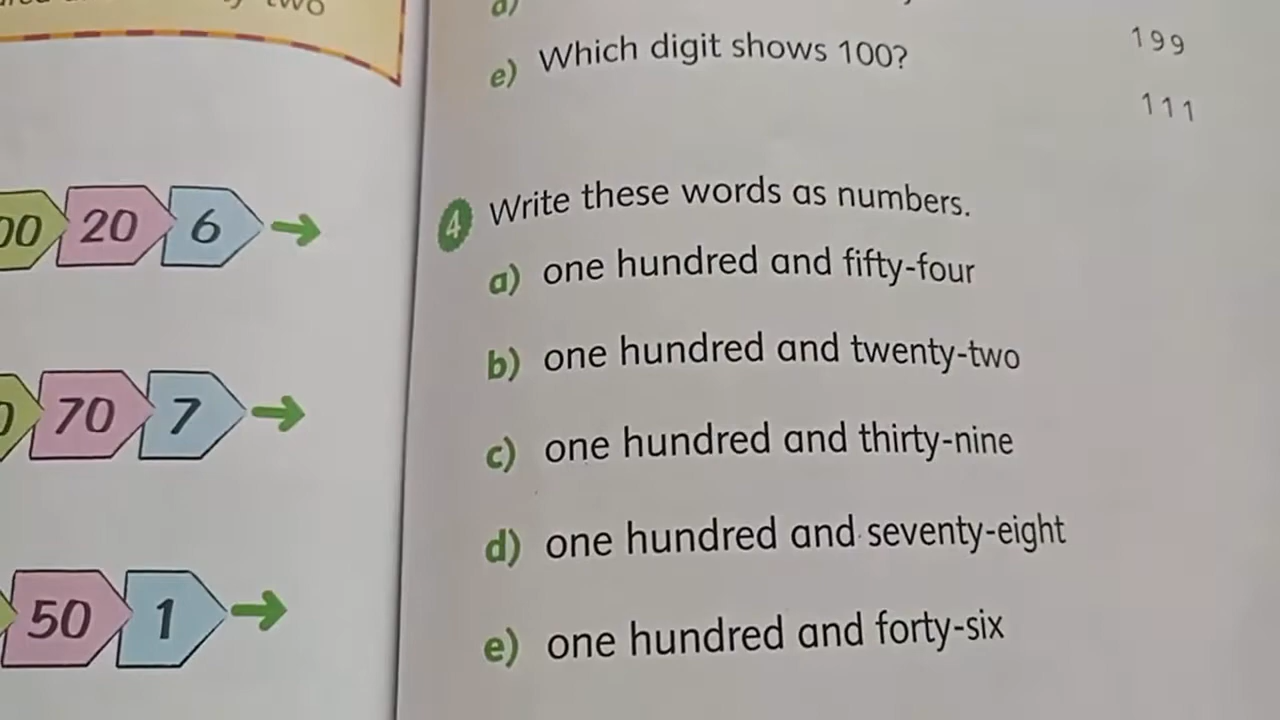 two
00 20 6
70 7
50 1
e) Which digit shows 100? 199
111
4 Write these words as numbers.
a) one hundred and fifty-four
b) one hundred and twenty-two
c) one hundred and thirty-nine
d) one hundred and seventy-eight
e) one hundred and forty-six